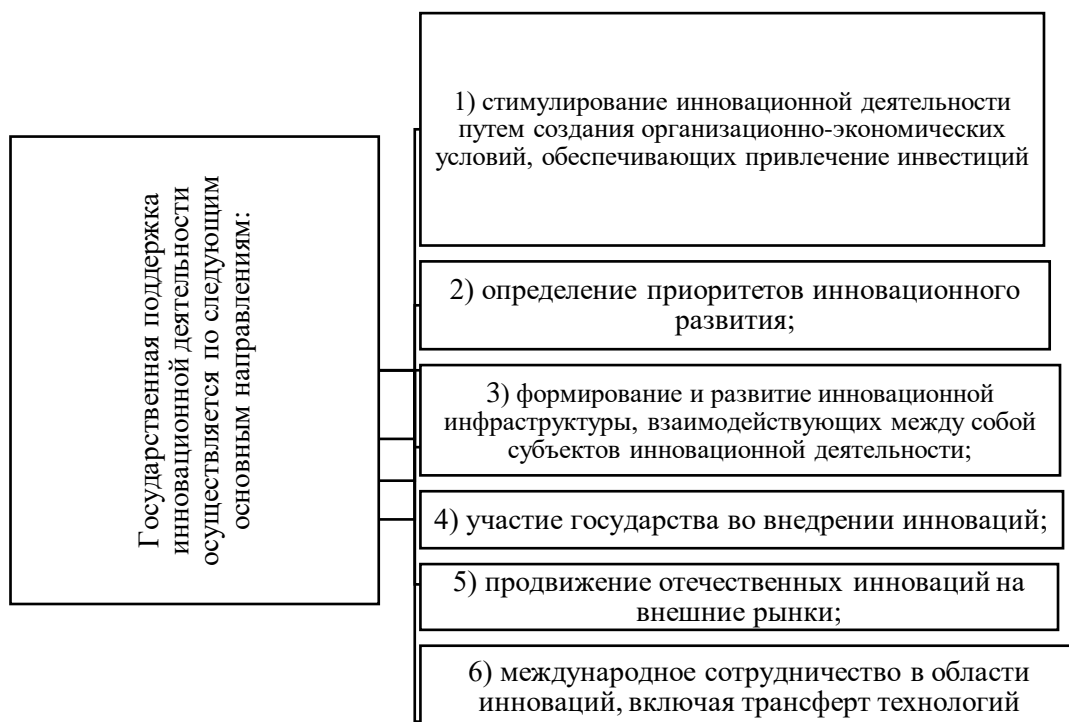 Государственная поддержка
инновационной деятельности
осуществляется по следующим
основным направлениям:
1) стимулирование инновационной деятельности
путем создания организационно-экономических
условий, обеспечивающих привлечение инвестиций
2) определение приоритетов инновационного
развития;
3) формирование и развитие инновационной
инфраструктуры, взаимодействующих между собой
субъектов инновационной деятельности;
4) участие государства во внедрении инноваций;
5) продвижение отечественных инноваций на
внешние рынки;
6) международное сотрудничество в области
инноваций, включая трансферт технологий